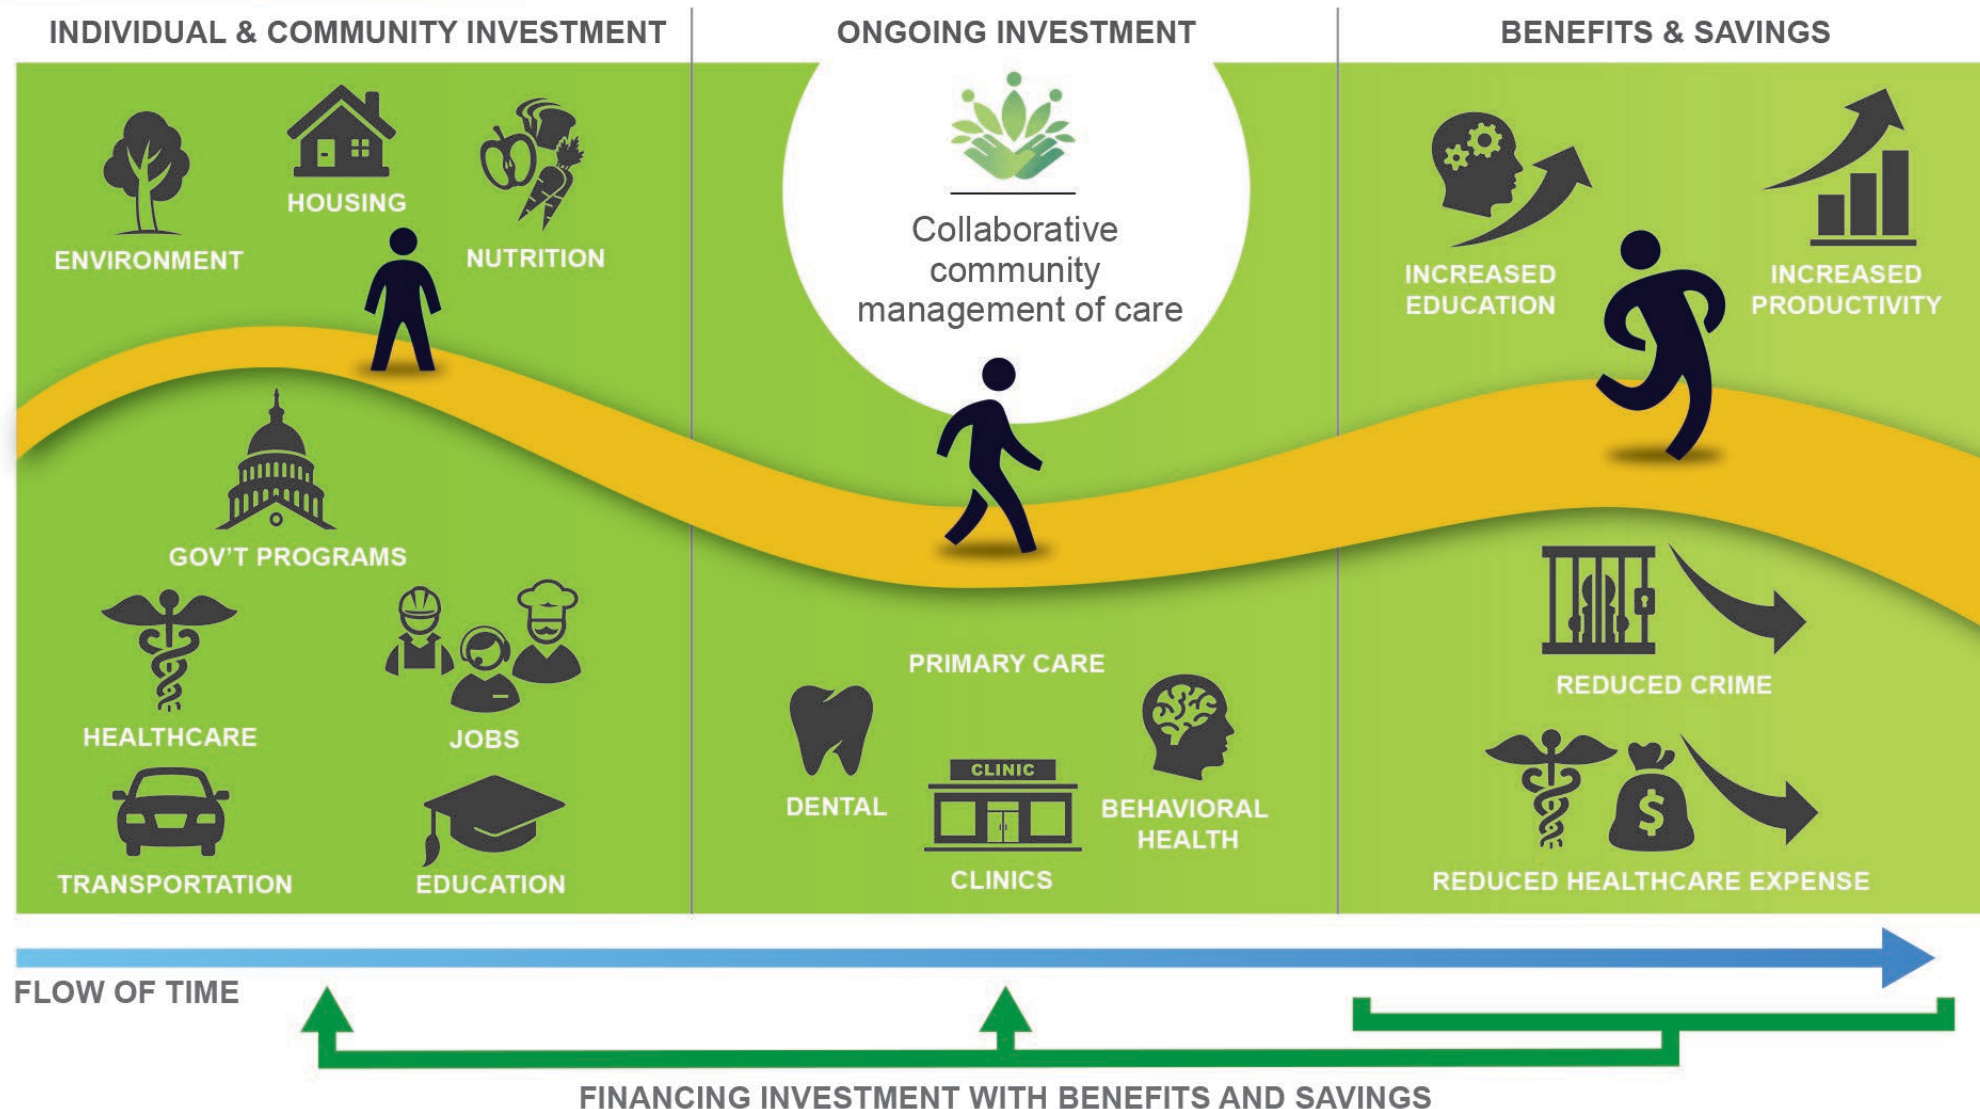 INDIVIDUAL & COMMUNITY INVESTMENT
ENVIRONMENT
HOUSING
NUTRITION
GOV'T PROGRAMS
HEALTHCARE
JOBS
TRANSPORTATION
EDUCATION
ONGOING INVESTMENT
Collaborative
community
management of care
PRIMARY CARE
DENTAL
CLINIC
CLINICS
BEHAVIORAL
HEALTH
BENEFITS & SAVINGS
INCREASED
EDUCATION
INCREASED
PRODUCTIVITY
REDUCED CRIME
$
REDUCED HEALTHCARE EXPENSE
FLOW OF TIME
FINANCING INVESTMENT WITH BENEFITS AND SAVINGS